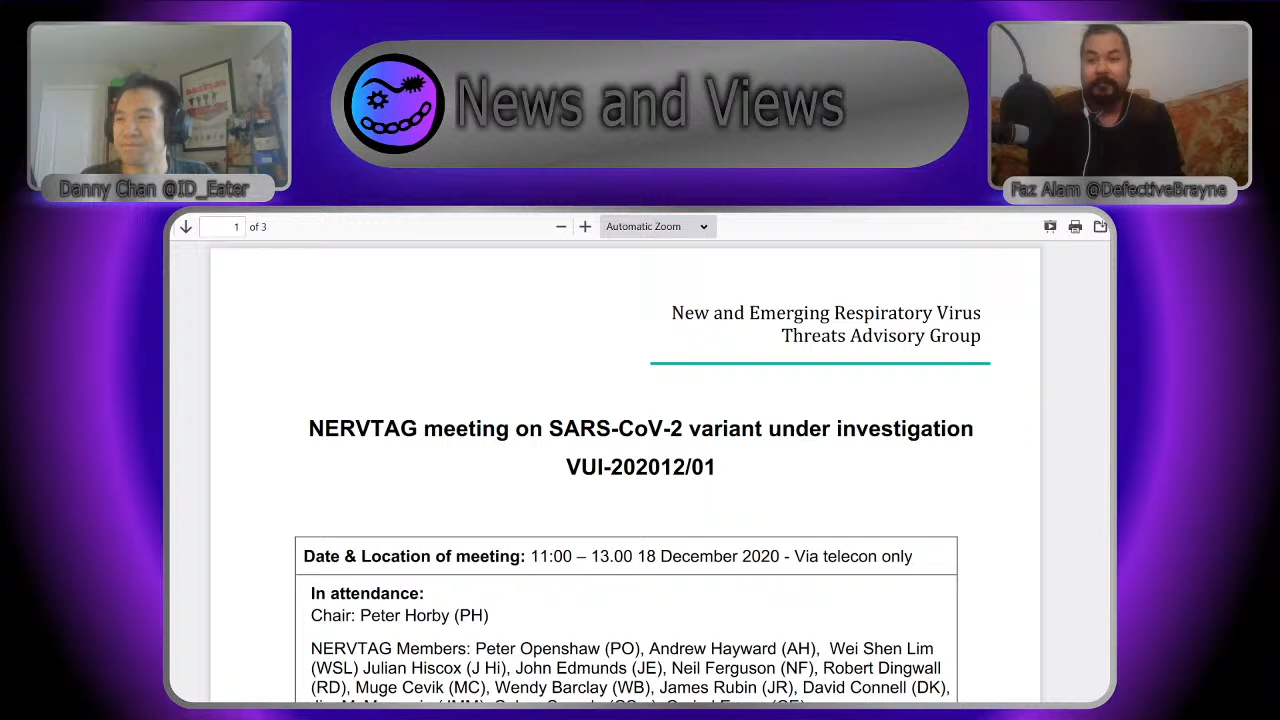 News and Views
Danny Chan @ID_Eater
Faz Alam @DefectiveBrayne
1 of 3
Automatic Zoom
New and Emerging Respiratory Virus
Threats Advisory Group
NERVTAG meeting on SARS-CoV-2 variant under investigation
VUI-202012/01
Date & Location of meeting: 11:00 – 13.00 18 December 2020 - Via telecon only
In attendance:
Chair: Peter Horby (PH)
NERVTAG Members: Peter Openshaw (PO), Andrew Hayward (AH), Wei Shen Lim
(WSL) Julian Hiscox (J Hi), John Edmunds (JE), Neil Ferguson (NF), Robert Dingwall
(RD), Muge Cevik (MC), Wendy Barclay (WB), James Rubin (JR), David Connell (DK),